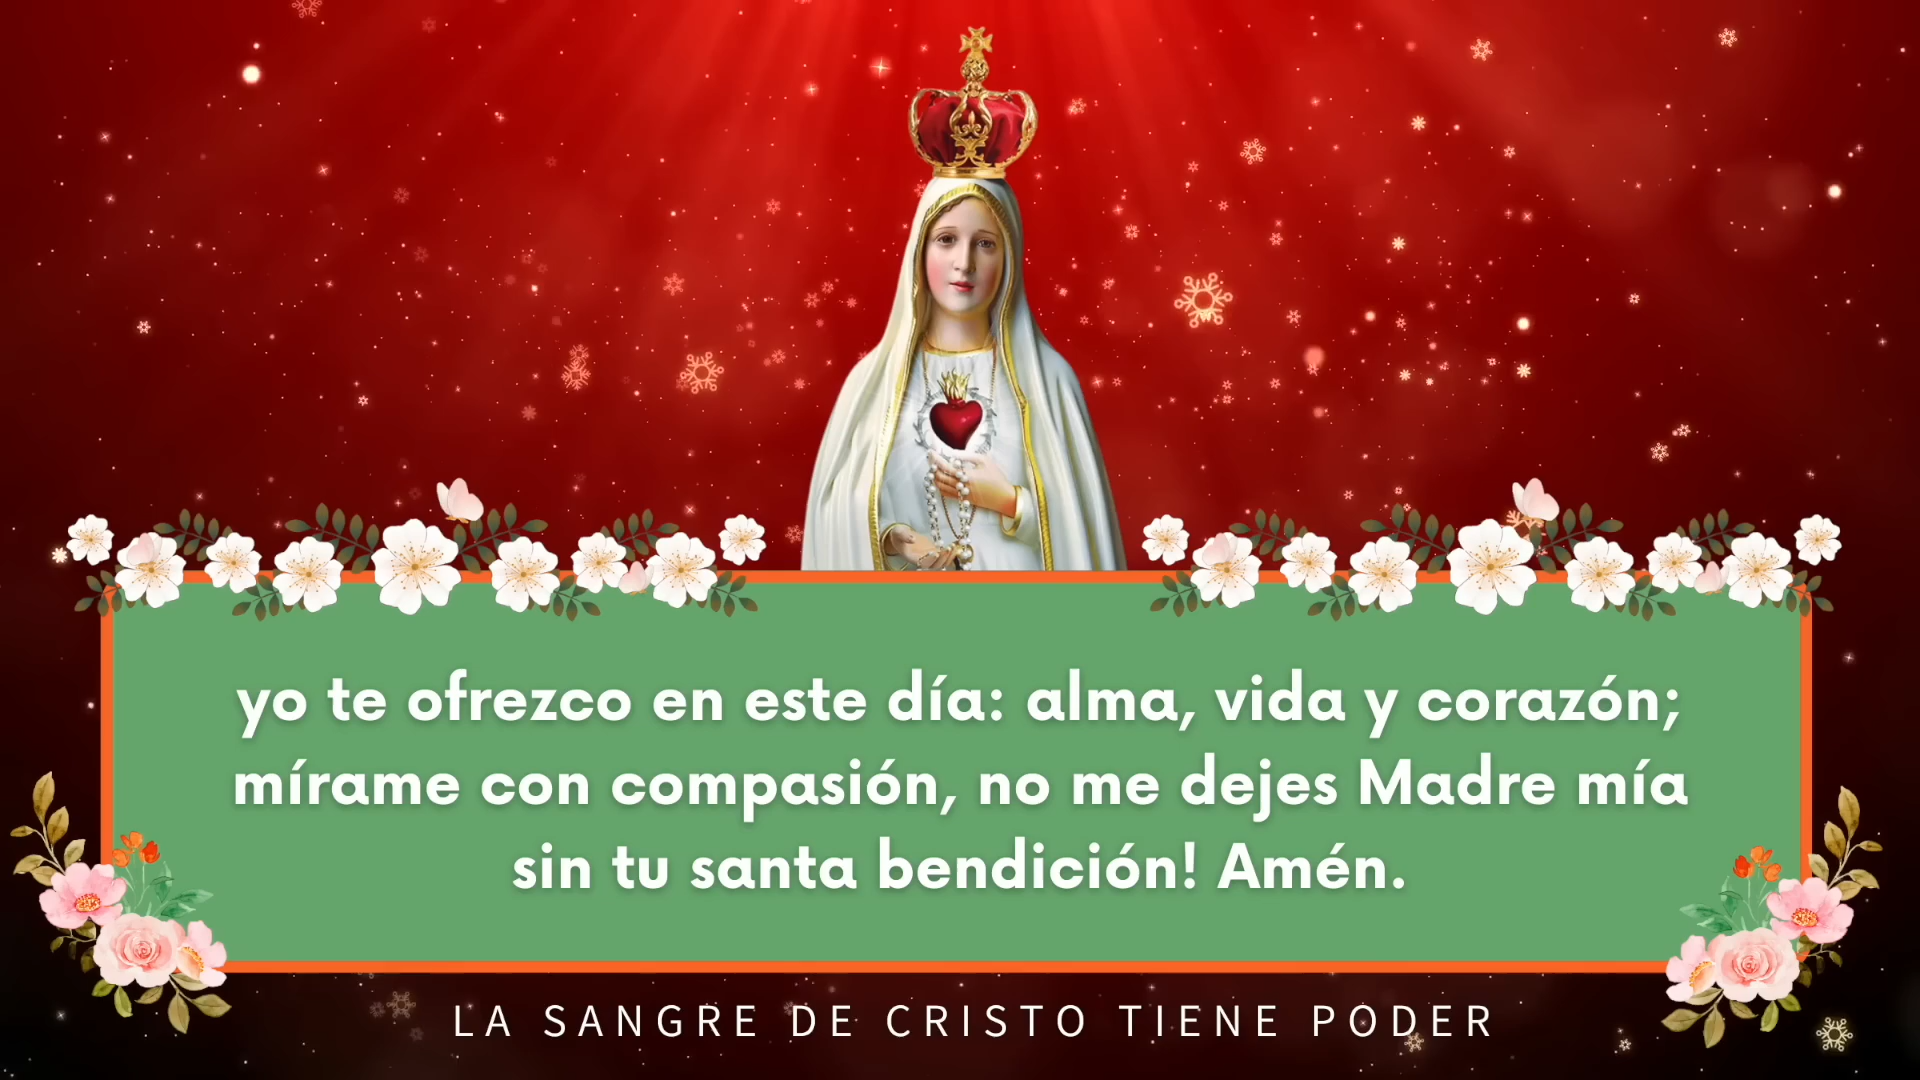 yo te ofrezco en este día: alma, vida y corazón;
mírame con compasión, no me dejes Madre mía
sin tu santa bendición! Amén.
LA SANGRE DE CRISTO TIENE PODER